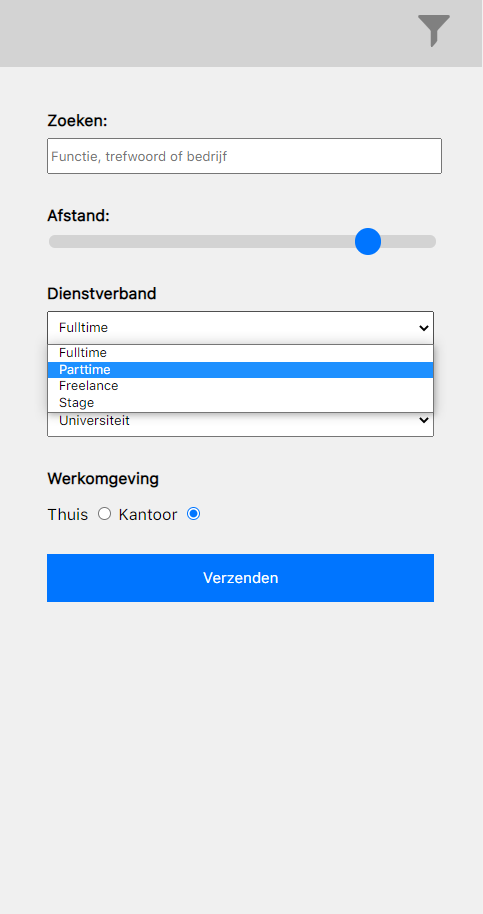 Zoeken:
Functie, trefwoord of bedrijf
Afstand:
Dienstverband
Fulltime
Fulltime
Parttime
Freelance
Stage
Universiteit
Werkomgeving
Thuis Kantoor
Verzenden